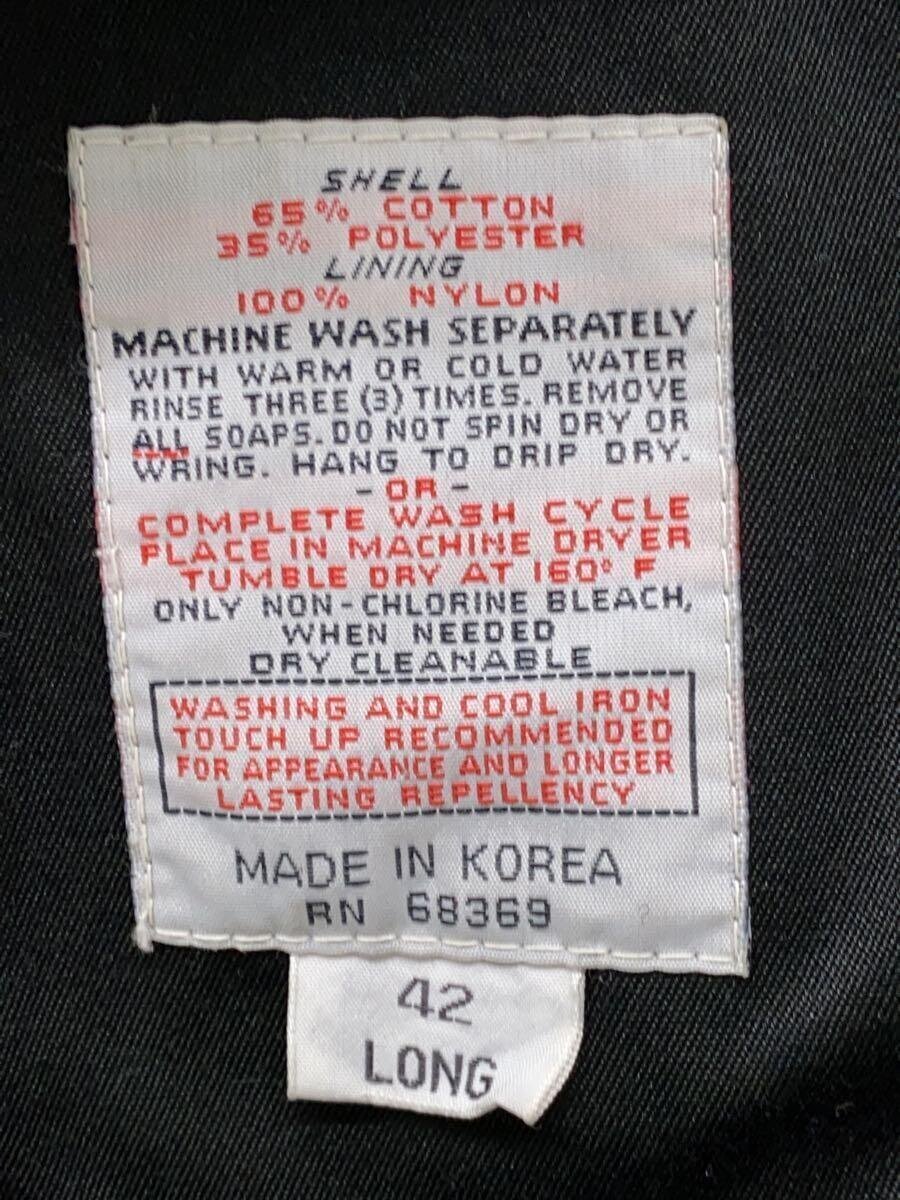 SHELL
65% COTTON
35% POLYESTER
LINING
100% NYLON
MACHINE WASH SEPARATELY
WITH WARM OR COLD WATER
RINSE THREE (3) TIMES. REMOVE
ALL SOAPS. DO NOT SPIN DRY OR
WRING. HANG TO DRIP DRY.
- OR -
COMPLETE WASH CYCLE
PLACE IN MACHINE DRYER
TUMBLE DRY AT 160° F
ONLY NON-CHLORINE BLEACH,
WHEN NEEDED
DRY CLEANABLE
WASHING AND COOL IRON
TOUCH UP RECOMMENDED
FOR APPEARANCE AND LONGER
LASTING REPELLENCY
MADE IN KOREA
RN 68369
42
LONG